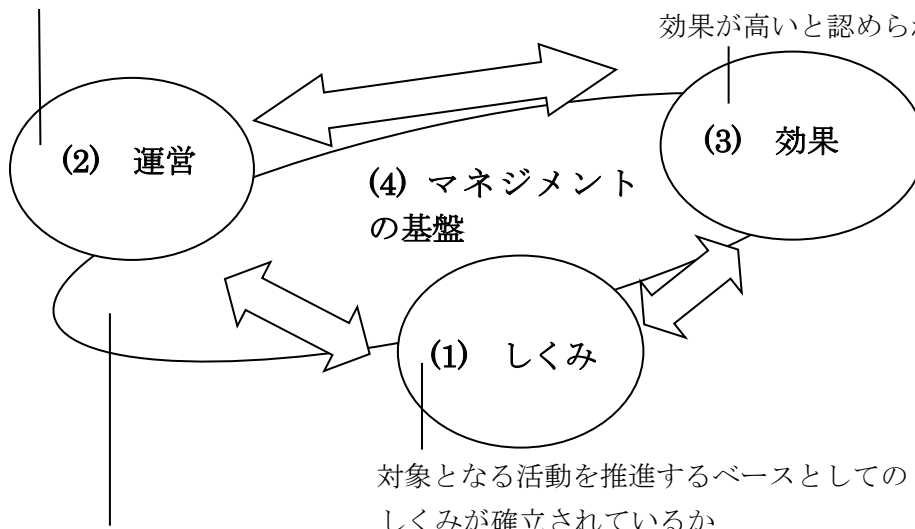 効果が高いと認めら
(2) 運営
(3) 効果
(4) マネジメント
の基盤
(1) しくみ
対象となる活動を推進するベースとしての
しくみが確立されているか